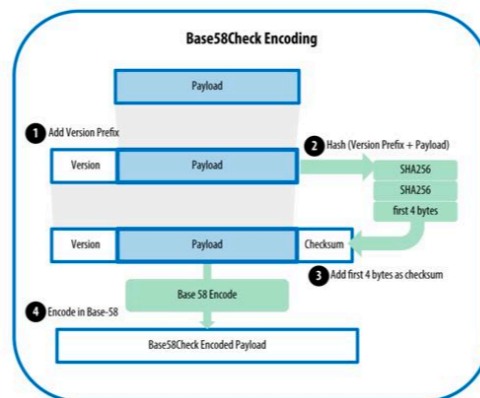 Base58Check Encoding
Payload
1 Add Version Prefix
2 Hash (Version Prefix + Payload)
Version
Payload
SHA256
SHA256
first 4 bytes
Version
Payload
Checksum
3 Add first 4 bytes as checksum
Base 58 Encode
4 Encode in Base-58
Base58Check Encoded Payload